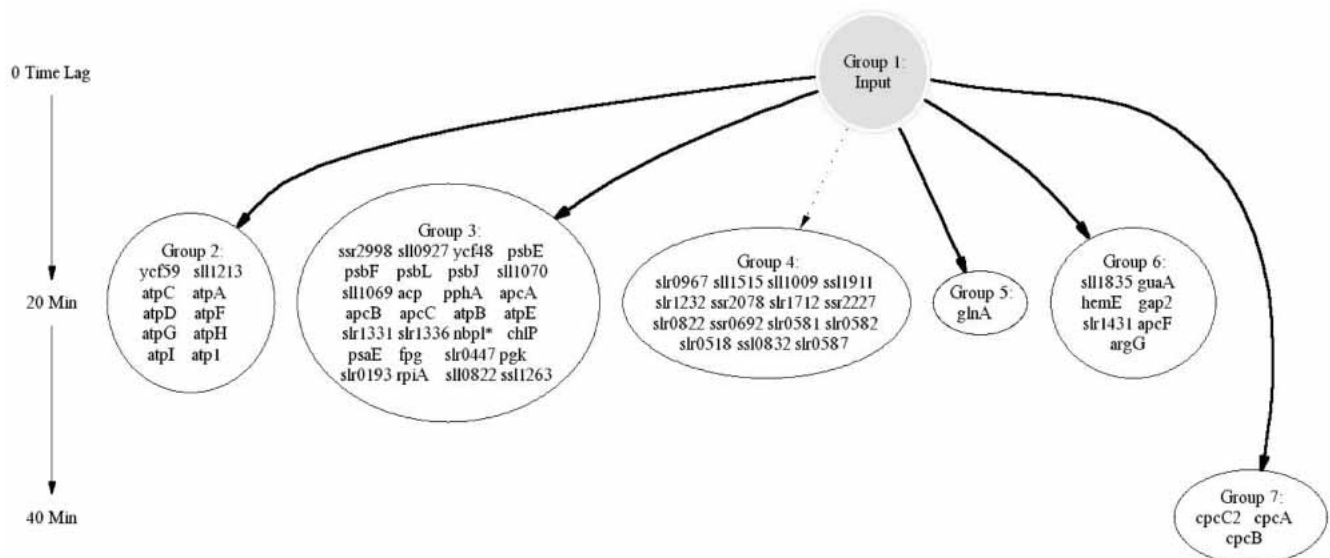 0 Time Lag
20 Min
40 Min
Group 1:
Input
Group 2:
ycf59 sll1213
atpC atpA
atpD atpF
atpG atpH
atpI atp1
Group 3:
ssr2998 sll0927 ycf48 psbE
psbF psbL psbJ sll1070
sll1069 acp pphA apcA
apcB apcC atpB atpE
slr1331 slr1336 nbpl* chlP
psaE fpg slr0447 pgk
slr0193 rpiA sll0822 ssl1263
Group 4:
slr0967 sll1515 sll1009 ssl1911
slr1232 ssr2078 slr1712 ssr2227
slr0822 ssr0692 slr0581 slr0582
slr0518 ssl0832 slr0587
Group 5:
glnA
Group 6:
sll1835 guaA
hemE gap2
slr1431 apcF
argG
Group 7:
cpcC2 cpcA
cpcB